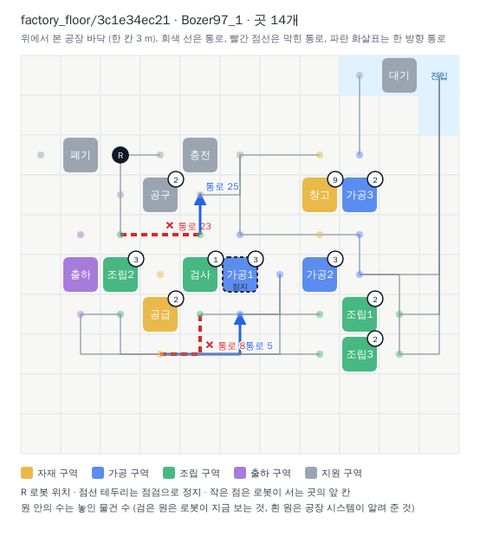 factory_floor/3c1e34ec21 · Bozer97_1 · 곳 14개
위에서 본 공장 바닥 (한 칸 3 m). 회색 선은 통로, 빨간 점선은 막힌 통로, 파란 화살표는 한 방향 통로
대기
전립
폐기
R
충전
공구
2
통로 25
창고
9
가공3
2
✖ 통로 23
출하
조립2
3
검사
1
가공1
3
정지
가공2
3
공급
2
조립1
2
✖ 통로 8
통로 5
조립3
2
자재 구역
가공 구역
조립 구역
출하 구역
지원 구역
R 로봇 위치 · 점선 테두리는 점검으로 정지 · 작은 점은 로봇이 서는 곳의 앞 칸
원 안의 수는 놓인 물건 수 (검은 원은 로봇이 지금 보는 것, 흰 원은 공장 시스템이 알려 준 것)